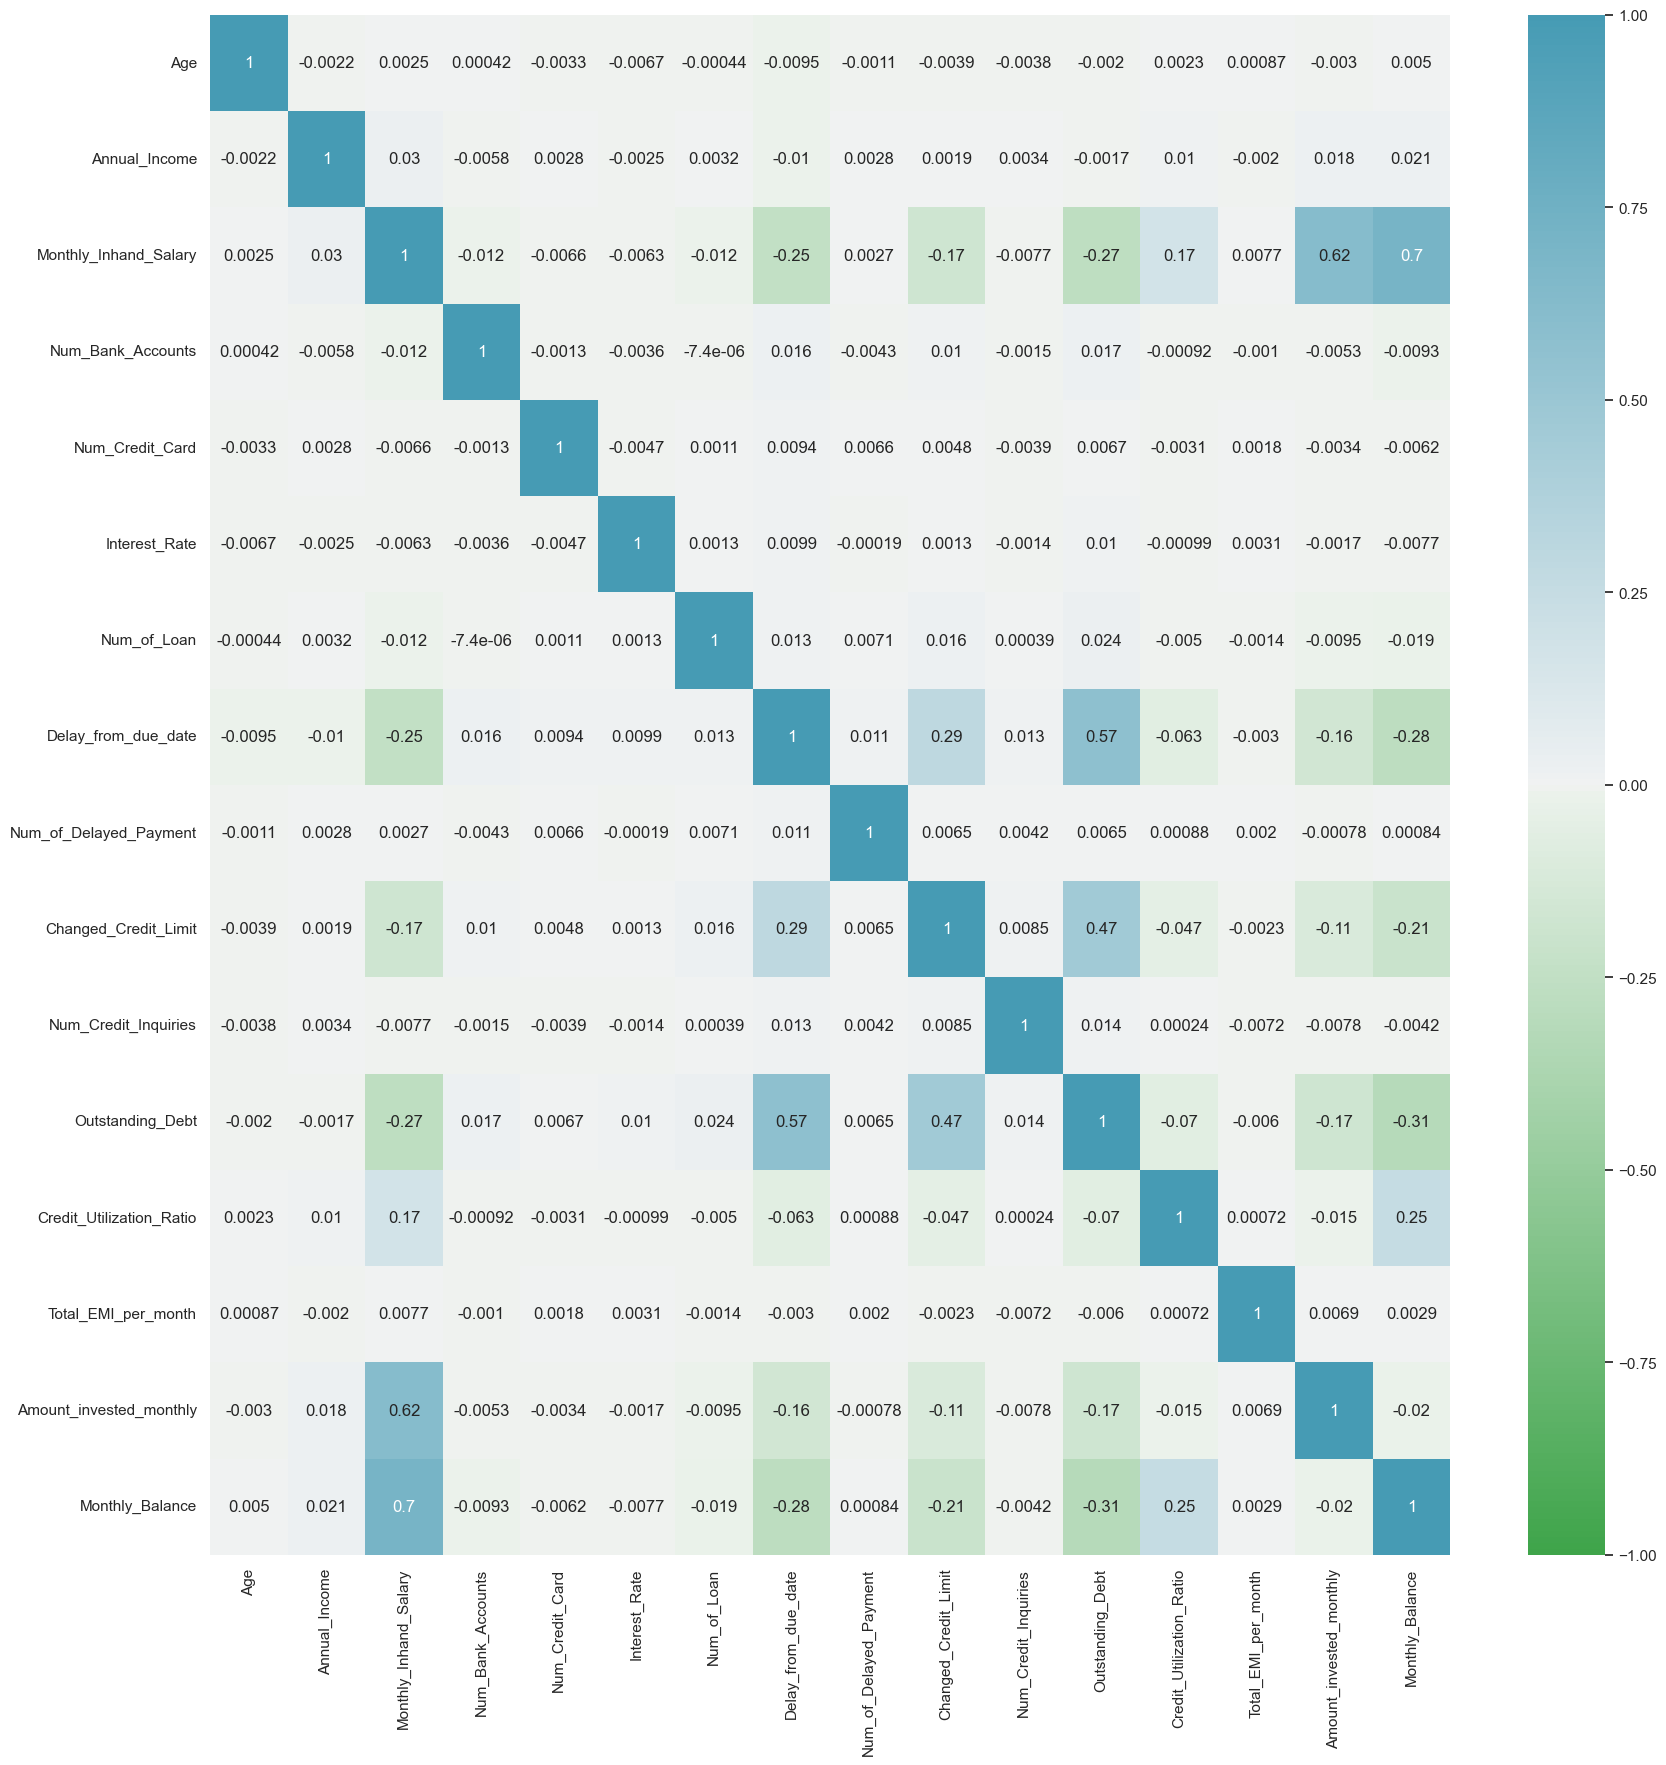 Age 1 -0.0022 0.0025 0.00042 -0.0033 -0.0067 -0.00044 -0.0095 -0.0011 -0.0039 -0.0038 -0.002 0.0023 0.00087 -0.003 0.005
Annual_Income -0.0022 1 0.03 -0.0058 0.0028 -0.0025 0.0032 -0.01 0.0028 0.0019 0.0034 -0.0017 0.01 -0.002 0.018 0.021
Monthly_Inhand_Salary 0.0025 0.03 1 -0.012 -0.0066 -0.0063 -0.012 -0.25 0.0027 -0.17 -0.0077 -0.27 0.17 0.0077 0.62 0.7
Num_Bank_Accounts 0.00042 -0.0058 -0.012 1 -0.0013 -0.0036 -7.4e-06 0.016 -0.0043 0.01 -0.0015 0.017 -0.00092 -0.001 -0.0053 -0.0093
Num_Credit_Card -0.0033 0.0028 -0.0066 -0.0013 1 -0.0047 0.0011 0.0094 0.0066 0.0048 -0.0039 0.0067 -0.0031 0.0018 -0.0034 -0.0062
Interest_Rate -0.0067 -0.0025 -0.0063 -0.0036 -0.0047 1 0.0013 0.0099 -0.00019 0.0013 -0.0014 0.01 -0.00099 0.0031 -0.0017 -0.0077
Num_of_Loan -0.00044 0.0032 -0.012 -7.4e-06 0.0011 0.0013 1 0.013 0.0071 0.016 0.00039 0.024 -0.005 -0.0014 -0.0095 -0.019
Delay_from_due_date -0.0095 -0.01 -0.25 0.016 0.0094 0.0099 0.013 1 0.011 0.29 0.013 0.57 -0.063 -0.003 -0.16 -0.28
Num_of_Delayed_Payment -0.0011 0.0028 0.0027 -0.0043 0.0066 -0.00019 0.0071 0.011 1 0.0065 0.0042 0.0065 0.00088 0.002 -0.00078 0.00084
Changed_Credit_Limit -0.0039 0.0019 -0.17 0.01 0.0048 0.0013 0.016 0.29 0.0065 1 0.0085 0.47 -0.047 -0.0023 -0.11 -0.21
Num_Credit_Inquiries -0.0038 0.0034 -0.0077 -0.0015 -0.0039 -0.0014 0.00039 0.013 0.0042 0.0085 1 0.014 0.00024 -0.0072 -0.0078 -0.0042
Outstanding_Debt -0.002 -0.0017 -0.27 0.017 0.0067 0.01 0.024 0.57 0.0065 0.47 0.014 1 -0.07 -0.006 -0.17 -0.31
Credit_Utilization_Ratio 0.0023 0.01 0.17 -0.00092 -0.0031 -0.00099 -0.005 -0.063 0.00088 -0.047 0.00024 -0.07 1 0.00072 -0.015 0.25
Total_EMI_per_month 0.00087 -0.002 0.0077 -0.001 0.0018 0.0031 -0.0014 -0.003 0.002 -0.0023 -0.0072 -0.006 0.00072 1 0.0069 0.0029
Amount_invested_monthly -0.003 0.018 0.62 -0.0053 -0.0034 -0.0017 -0.0095 -0.16 -0.00078 -0.11 -0.0078 -0.17 -0.015 0.0069 1 -0.02
Monthly_Balance 0.005 0.021 0.7 -0.0093 -0.0062 -0.0077 -0.019 -0.28 0.00084 -0.21 -0.0042 -0.31 0.25 0.0029 -0.02 1
Age
Annual_Income
Monthly_Inhand_Salary
Num_Bank_Accounts
Num_Credit_Card
Interest_Rate
Num_of_Loan
Delay_from_due_date
Num_of_Delayed_Payment
Changed_Credit_Limit
Num_Credit_Inquiries
Outstanding_Debt
Credit_Utilization_Ratio
Total_EMI_per_month
Amount_invested_monthly
Monthly_Balance
1.00
0.75
0.50
0.25
0.00
−0.25
−0.50
−0.75
−1.00